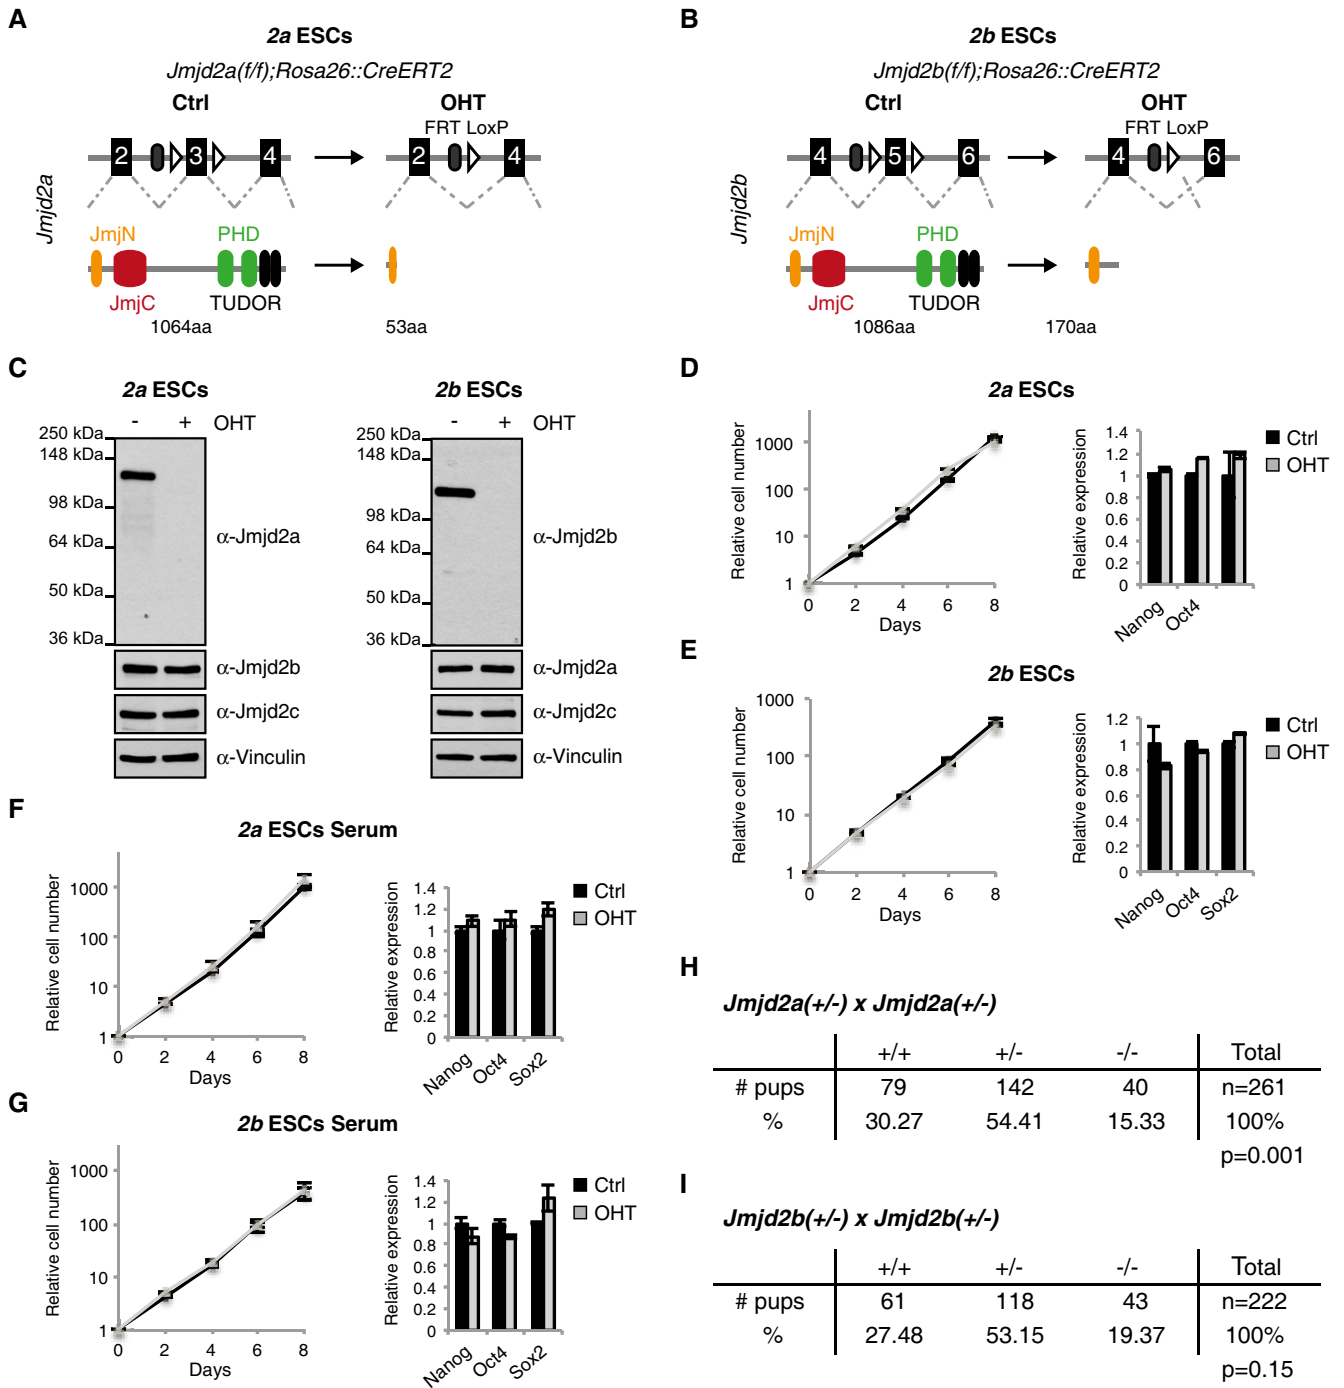 A
2a ESCs
Jmjd2a(f/f);Rosa26::CreERT2
Ctrl
OHT
FRT LoxP
2
3
4
2
4
Jmjd2a
JmjN
PHD
JmjC
TUDOR
1064aa
53aa
B
2b ESCs
Jmjd2b(f/f);Rosa26::CreERT2
Ctrl
OHT
FRT LoxP
4
5
6
4
6
Jmjd2b
JmjN
PHD
JmjC
TUDOR
1086aa
170aa
C
2a ESCs
- + OHT
250 kDa
148 kDa
98 kDa
64 kDa
50 kDa
36 kDa
α-Jmjd2a
α-Jmjd2b
α-Jmjd2c
α-Vinculin
2b ESCs
- + OHT
250 kDa
148 kDa
98 kDa
64 kDa
50 kDa
36 kDa
α-Jmjd2b
α-Jmjd2a
α-Jmjd2c
α-Vinculin
D
2a ESCs
Relative cell number
1000
100
10
1
0 2 4 6 8
Days
Relative expression
1.4
1.2
1
0.8
0.6
0.4
0.2
0
Nanog
Oct4
Ctrl
OHT
E
2b ESCs
Relative cell number
1000
100
10
1
0 2 4 6 8
Days
Relative expression
1.2
1
0.8
0.6
0.4
0.2
0
Nanog
Oct4
Sox2
Ctrl
OHT
F
2a ESCs Serum
Relative cell number
1000
100
10
1
0 2 4 6 8
Days
Relative expression
1.4
1.2
1
0.8
0.6
0.4
0.2
0
Nanog
Oct4
Sox2
Ctrl
OHT
G
2b ESCs Serum
Relative cell number
1000
100
10
1
0 2 4 6 8
Days
Relative expression
1.4
1.2
1
0.8
0.6
0.4
0.2
0
Nanog
Oct4
Sox2
Ctrl
OHT
H
Jmjd2a(+/-) x Jmjd2a(+/-)
+/+ +/- -/- Total
# pups 79 142 40 n=261
% 30.27 54.41 15.33 100%
p=0.001
I
Jmjd2b(+/-) x Jmjd2b(+/-)
+/+ +/- -/- Total
# pups 61 118 43 n=222
% 27.48 53.15 19.37 100%
p=0.15